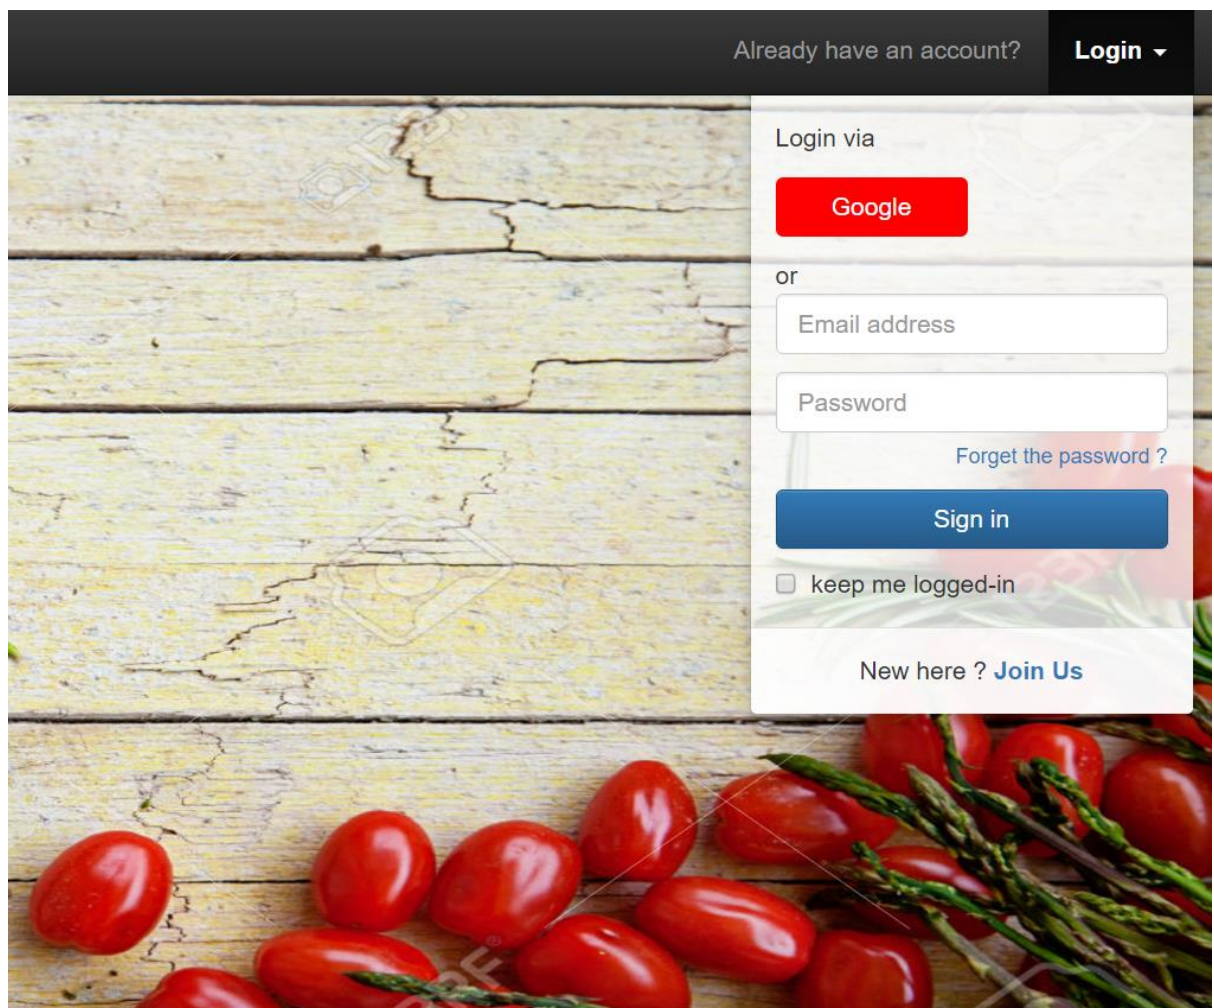 Already have an account? Login
Login via
Google
or
Email address
Password
Forget the password ?
Sign in
keep me logged-in
New here ? Join Us